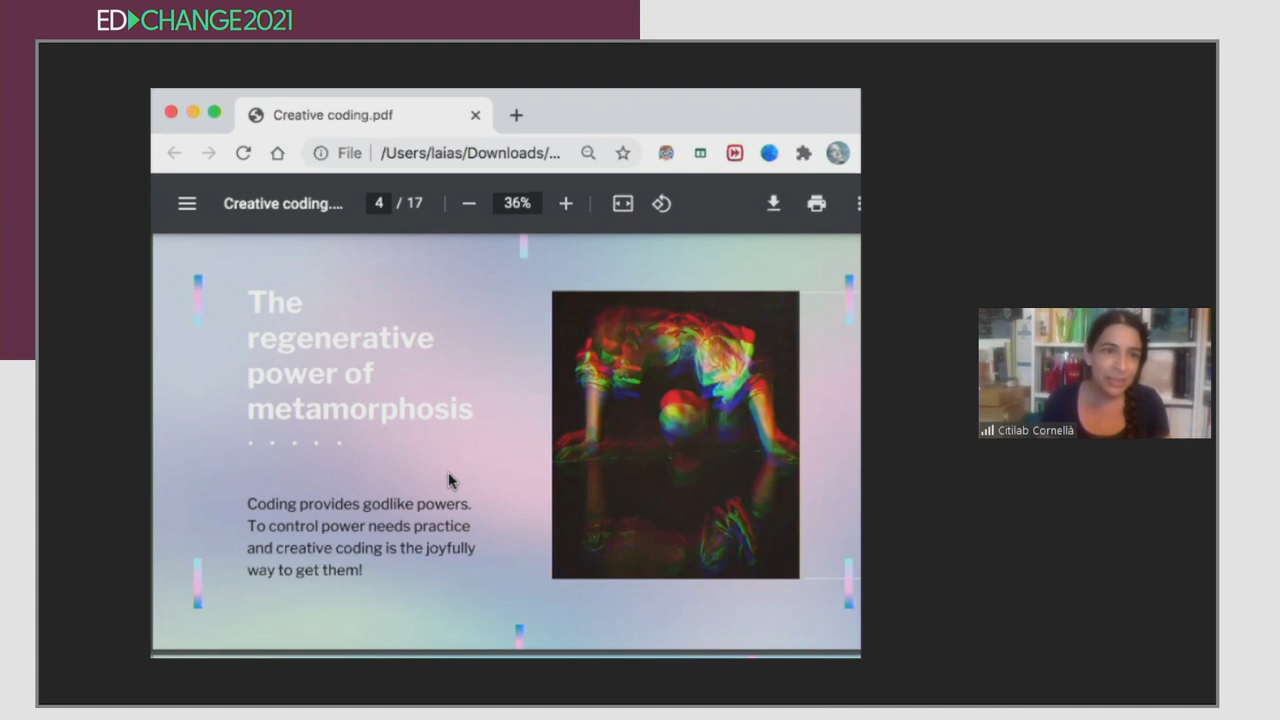 ED CHANGE2021
Creative coding.pdf
File /Users/laias/Downloads/...
Creative coding.... 4 / 17 36%
The
regenerative
power of
metamorphosis
Coding provides godlike powers.
To control power needs practice
and creative coding is the joyfully
way to get them!
Citilab Cornellà